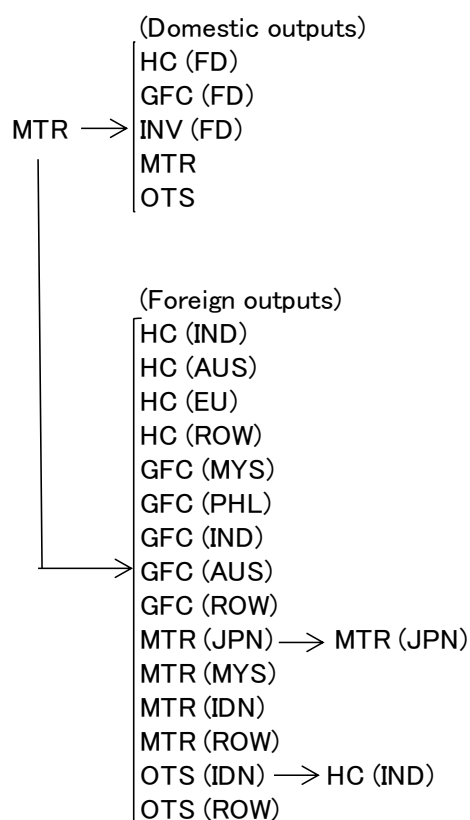 (Domestic outputs)
HC (FD)
GFC (FD)
MTR → INV (FD)
MTR
OTS
(Foreign outputs)
HC (IND)
HC (AUS)
HC (EU)
HC (ROW)
GFC (MYS)
GFC (PHL)
GFC (IND)
GFC (AUS)
GFC (ROW)
MTR (JPN) → MTR (JPN)
MTR (MYS)
MTR (IDN)
MTR (ROW)
OTS (IDN) → HC (IND)
OTS (ROW)